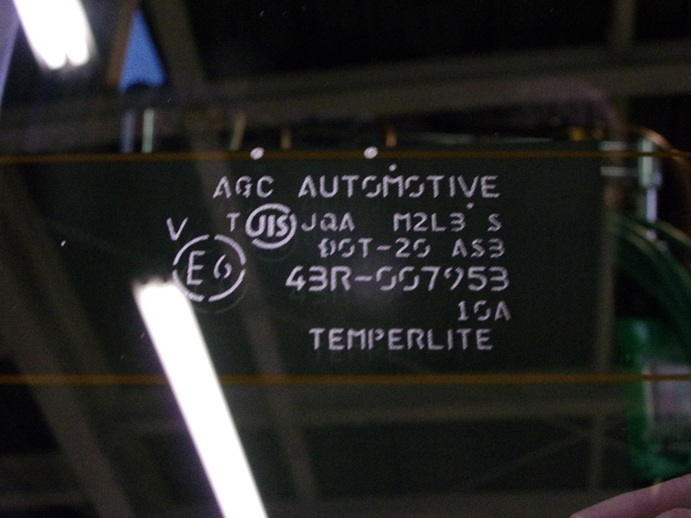 AGC AUTOMOTIVE
T JIS JQA M2L3 S
V
DOT-20 AS3
E6 43R-007953
10A
TEMPERLITE